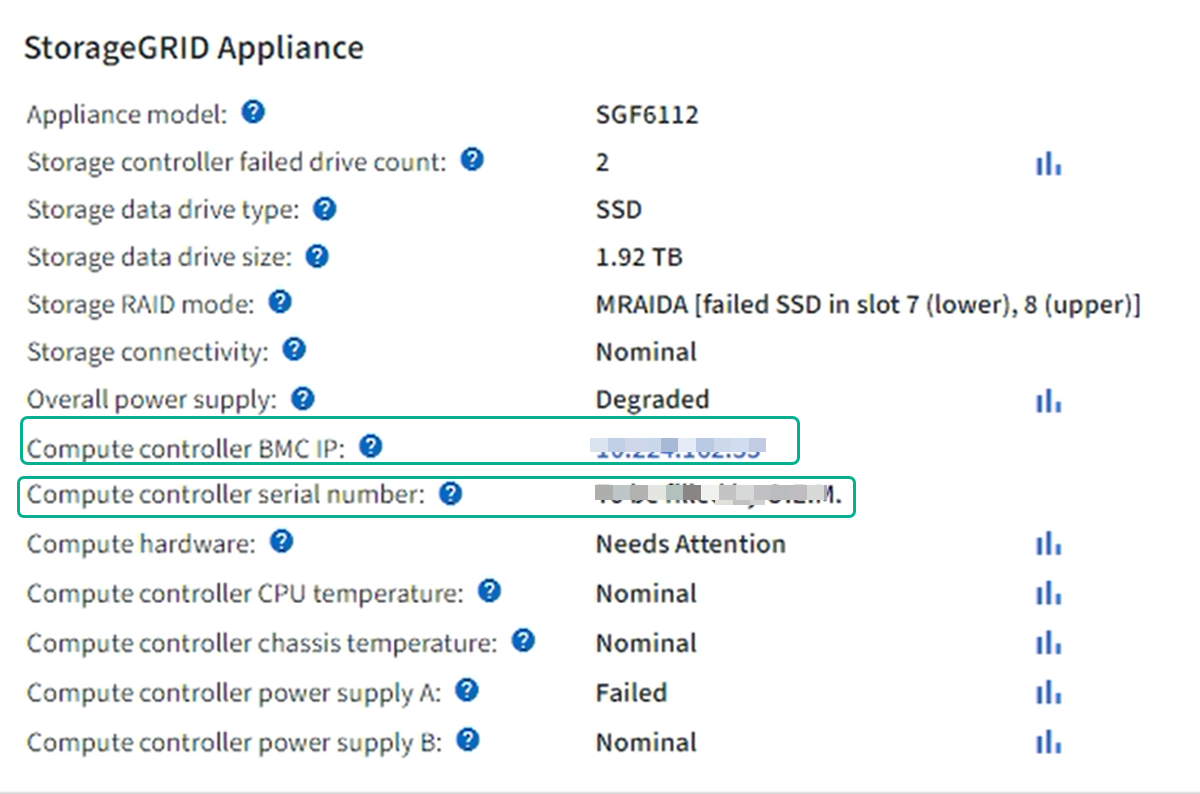 StorageGRID Appliance
Appliance model: ? SGF6112
Storage controller failed drive count: ? 2
Storage data drive type: ? SSD
Storage data drive size: ? 1.92 TB
Storage RAID mode: ? MRAIDA [failed SSD in slot 7 (lower), 8 (upper)]
Storage connectivity: ? Nominal
Overall power supply: ? Degraded
Compute controller BMC IP: ?
Compute controller serial number: ?
Compute hardware: ? Needs Attention
Compute controller CPU temperature: ? Nominal
Compute controller chassis temperature: ? Nominal
Compute controller power supply A: ? Failed
Compute controller power supply B: ? Nominal